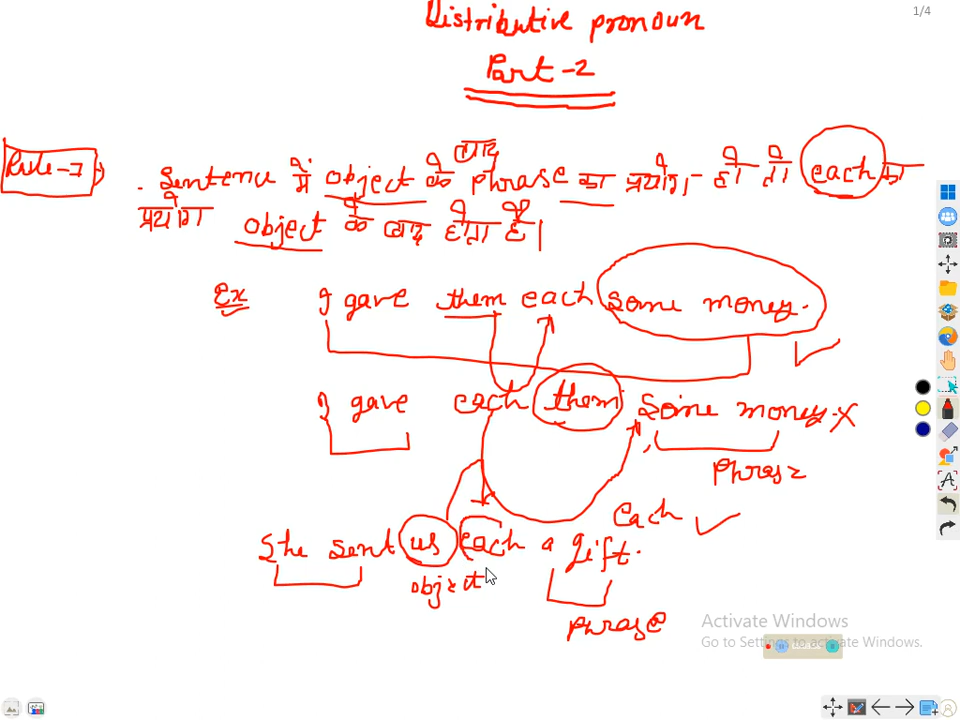 1/4
Distributive pronoun
Part-2
Rule-7
बाद
Sentence में object के phrase का प्रयोग हो तो each का
प्रयोग object के बाद होता है।
Ex I gave them each some money.
I gave each them some money. X
Phrase
each
She sent us each a gift.
object
Phrase
Activate Windows
Go to Settings to activate Windows.